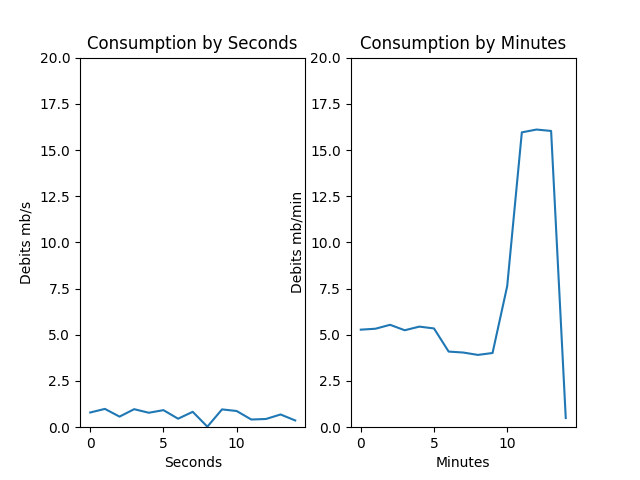 Consumption by Seconds
20.0
17.5
15.0
12.5
10.0
7.5
5.0
2.5
0.0
Debits mb/s
0 5 10
Seconds
Consumption by Minutes
20.0
17.5
15.0
12.5
10.0
7.5
5.0
2.5
0.0
Debits mb/min
0 5 10
Minutes